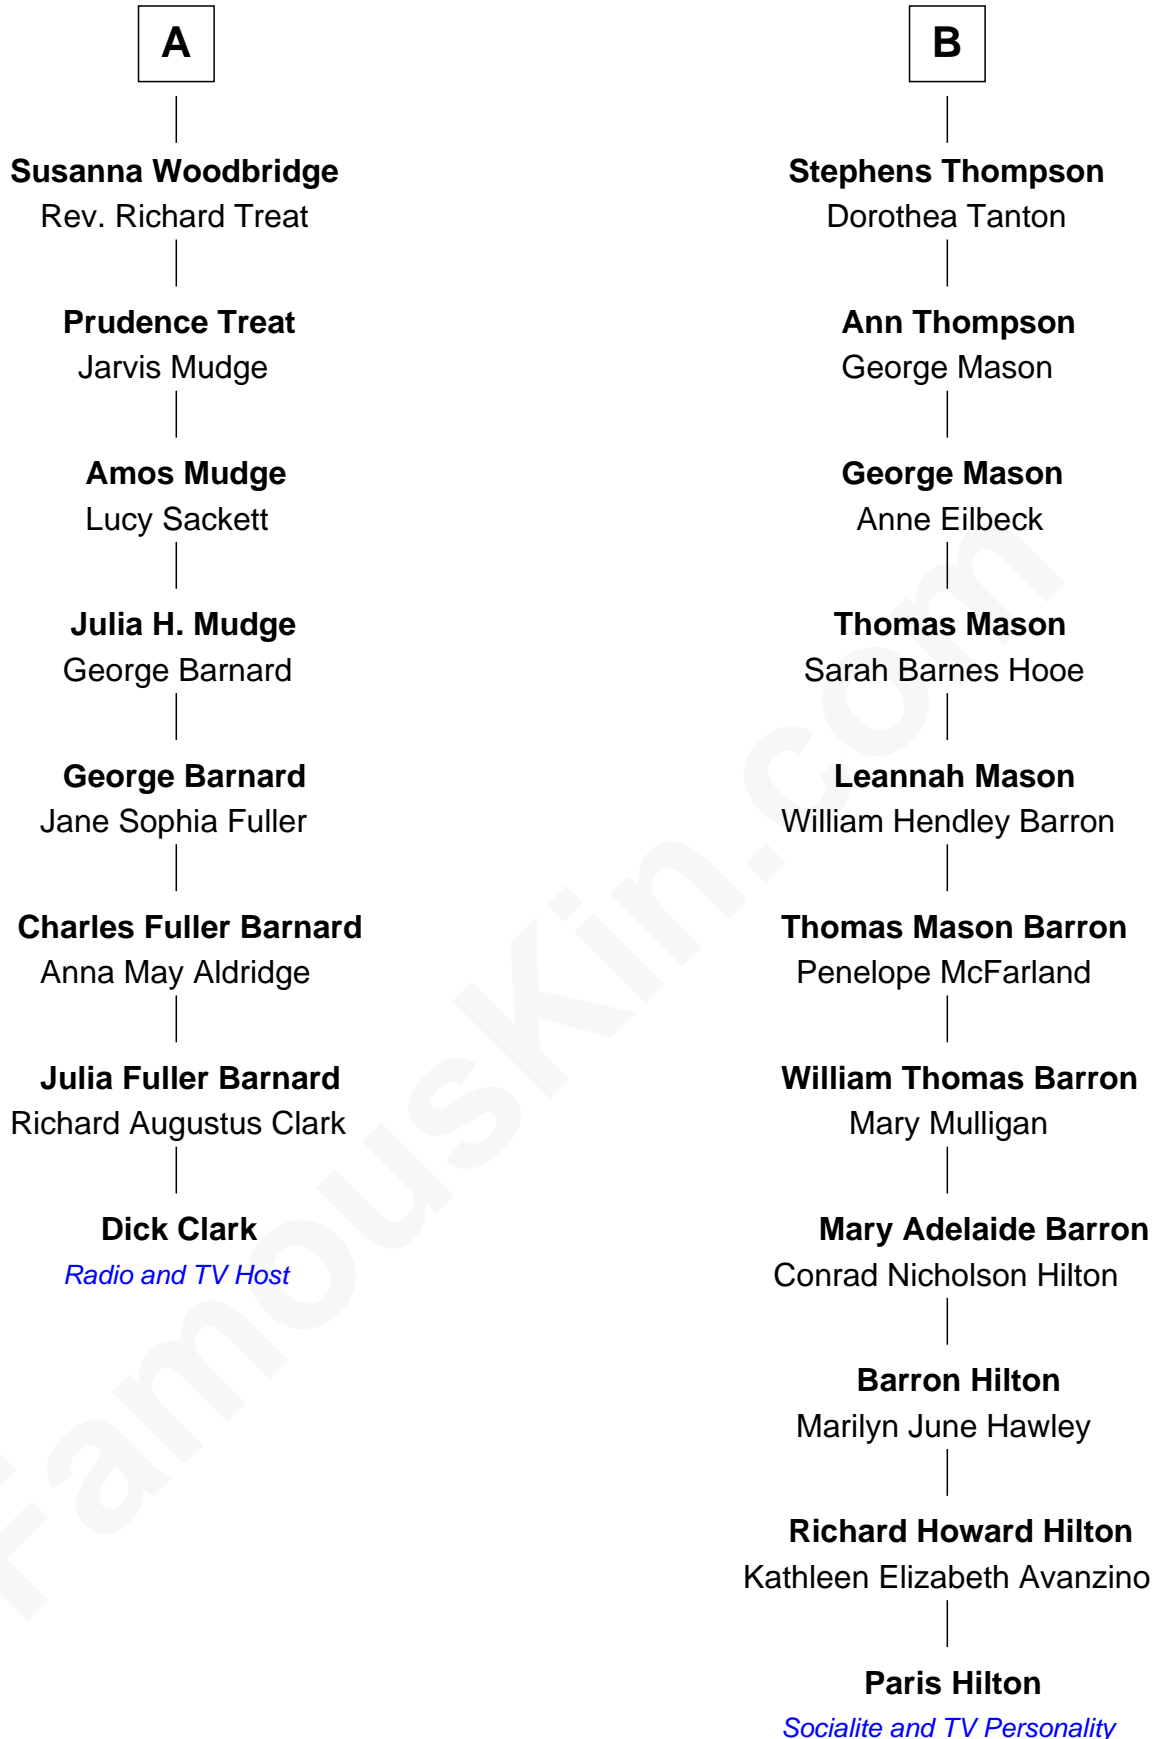 A
Susanna Woodbridge
Rev. Richard Treat
Prudence Treat
Jarvis Mudge
Amos Mudge
Lucy Sackett
Julia H. Mudge
George Barnard
George Barnard
Jane Sophia Fuller
Charles Fuller Barnard
Anna May Aldridge
Julia Fuller Barnard
Richard Augustus Clark
Dick Clark
Radio and TV Host
B
Stephens Thompson
Dorothea Tanton
Ann Thompson
George Mason
George Mason
Anne Eilbeck
Thomas Mason
Sarah Barnes Hooe
Leannah Mason
William Hendley Barron
Thomas Mason Barron
Penelope McFarland
William Thomas Barron
Mary Mulligan
Mary Adelaide Barron
Conrad Nicholson Hilton
Barron Hilton
Marilyn June Hawley
Richard Howard Hilton
Kathleen Elizabeth Avanzino
Paris Hilton
Socialite and TV Personality
FamousKin.com